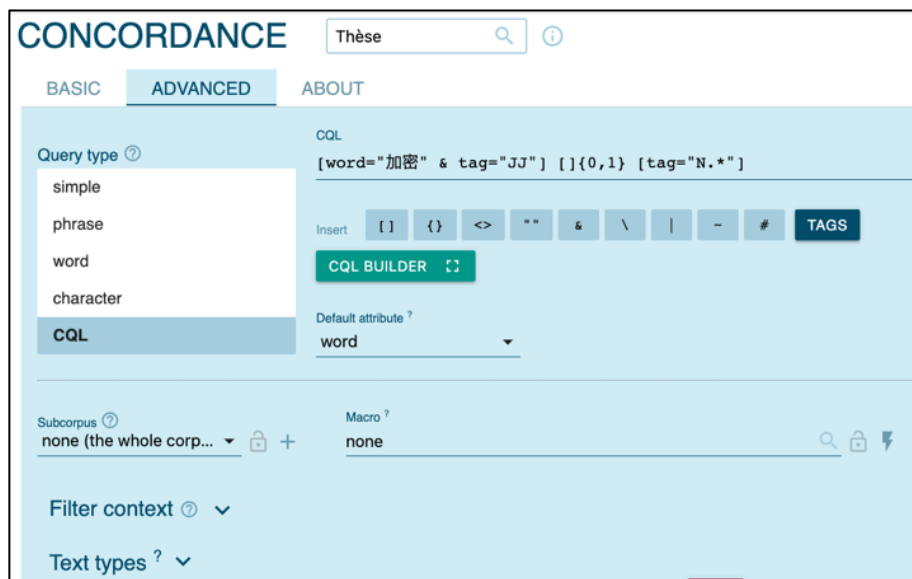 CONCORDANCE Thèse
BASIC ADVANCED ABOUT
Query type ?
simple
phrase
word
character
CQL
CQL
[word="加密" & tag="JJ"] []{0,1} [tag="N.*"]
Insert [] {} <> "" & \ | ~ # TAGS
CQL BUILDER
Default attribute ?
word
Subcorpus ?
none (the whole corp... +
Macro ?
none
Filter context ?
Text types ?